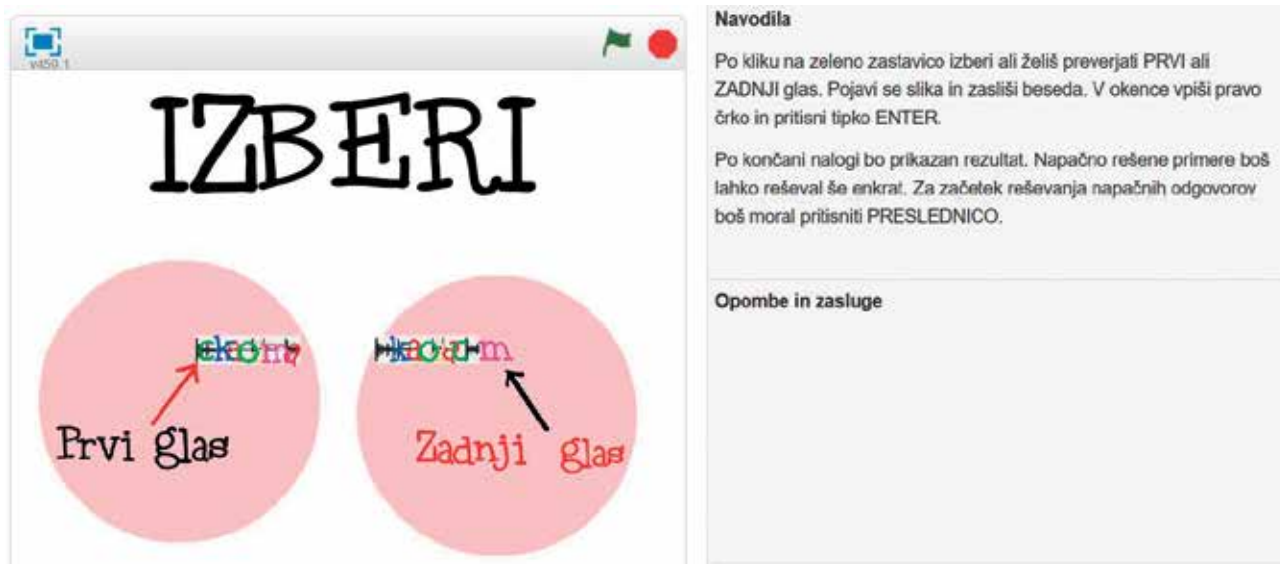 v459.1
IZBERI
Prvi glas
Zadnji glas
Navodila
Po kliku na zeleno zastavico izberi ali želiš preverjati PRVI ali
ZADNJI glas. Pojavi se slika in zasliši beseda. V okence vpiši pravo
črko in pritisni tipko ENTER.
Po končani nalogi bo prikazan rezultat. Napačno rešene primere boš
lahko reševal še enkrat. Za začetek reševanja napačnih odgovorov
boš moral pritisniti PRESLEDNICO.
Opombe in zasluge